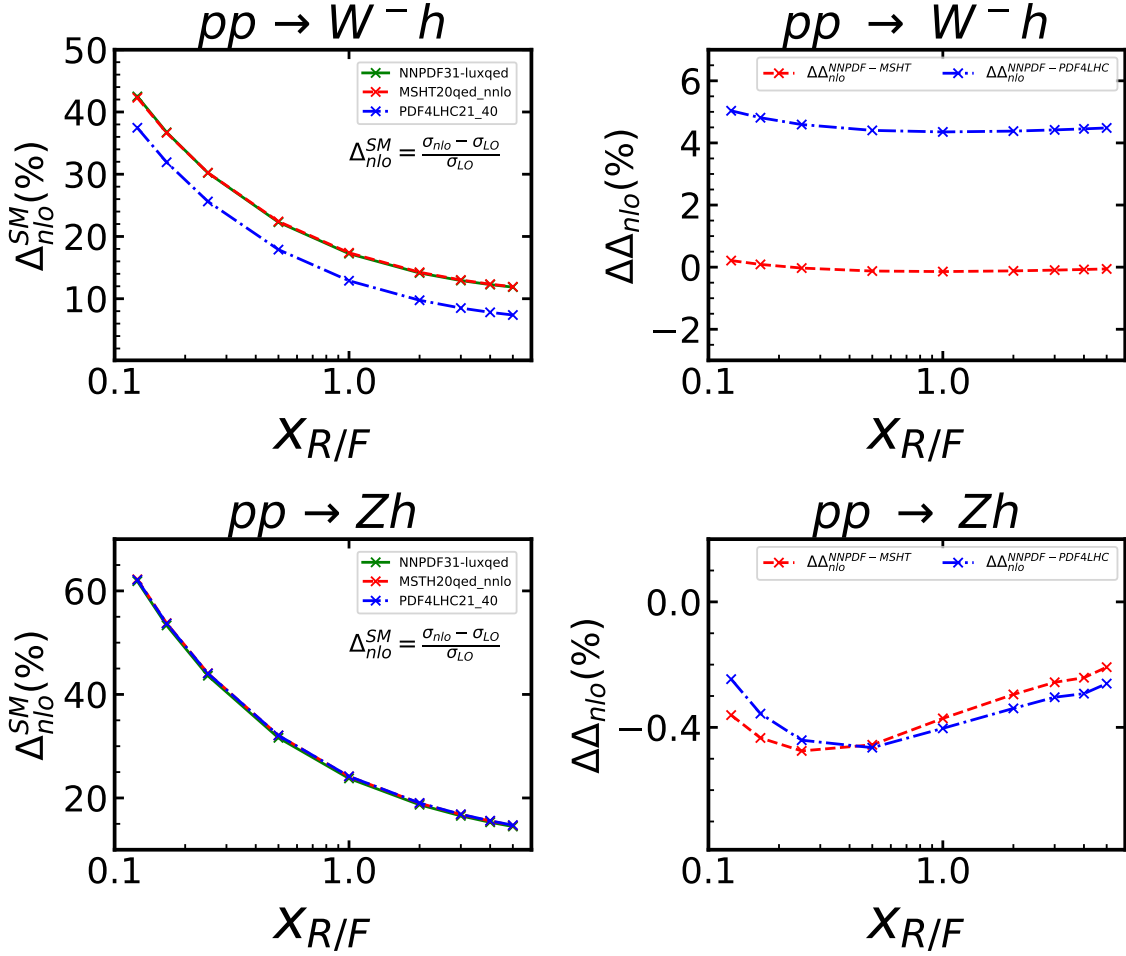 pp → W⁻h
50
40
30
20
10
0.1
1.0
Δ^{SM}_{nlo}(%)
x_{R/F}
NNPDF31-luxqed
MSHT20qed_nnlo
PDF4LHC21_40
Δ^{SM}_{nlo} = \frac{σ_{nlo} − σ_{LO}}{σ_{LO}}
pp → W⁻h
6
4
2
0
−2
0.1
1.0
ΔΔ_{nlo}(%)
x_{R/F}
ΔΔ^{NNPDF−MSHT}_{nlo}
ΔΔ^{NNPDF−PDF4LHC}_{nlo}
pp → Zh
60
40
20
0.1
1.0
Δ^{SM}_{nlo}(%)
x_{R/F}
NNPDF31-luxqed
MSTH20qed_nnlo
PDF4LHC21_40
Δ^{SM}_{nlo} = \frac{σ_{nlo} − σ_{LO}}{σ_{LO}}
pp → Zh
0.0
−0.4
0.1
1.0
ΔΔ_{nlo}(%)
x_{R/F}
ΔΔ^{NNPDF−MSHT}_{nlo}
ΔΔ^{NNPDF−PDF4LHC}_{nlo}